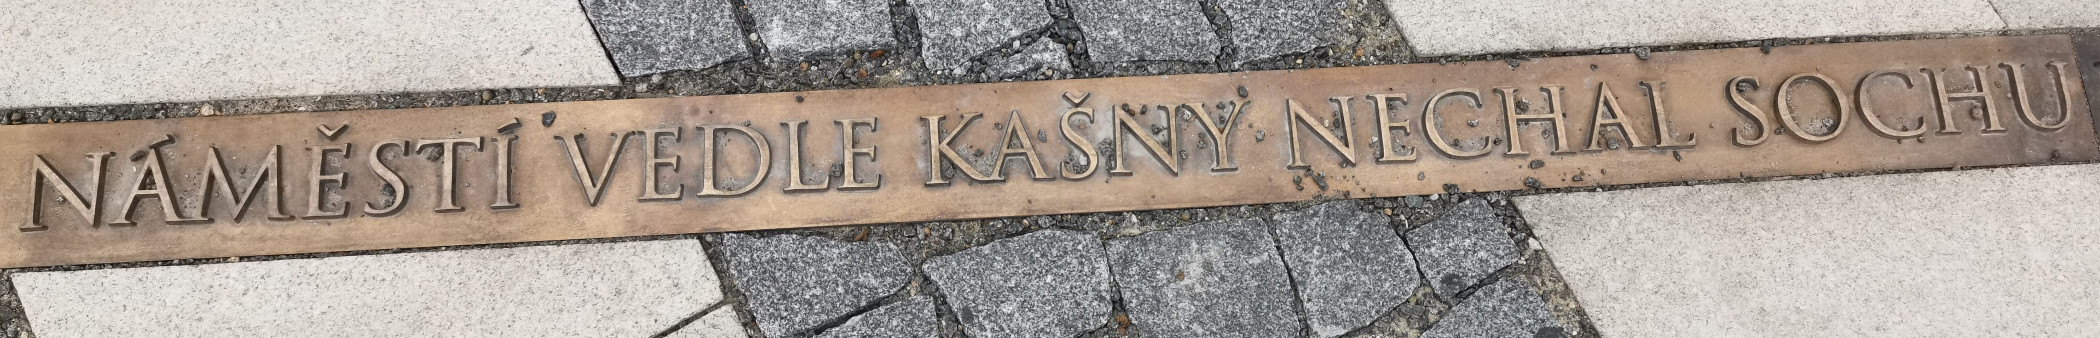 NÁMĚSTÍ VEDLE KAŠNY NECHAL SOCHU